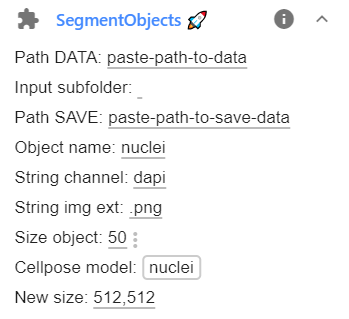 SegmentObjects 🚀
Path DATA: paste-path-to-data
Input subfolder: _
Path SAVE: paste-path-to-save-data
Object name: nuclei
String channel: dapi
String img ext: .png
Size object: 50
Cellpose model: nuclei
New size: 512,512